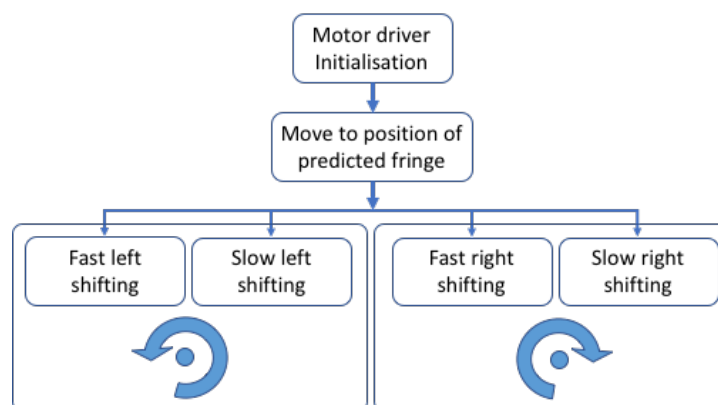 Motor driver
Initialisation
Move to position of
predicted fringe
Fast left
shifting
Slow left
shifting
Fast right
shifting
Slow right
shifting